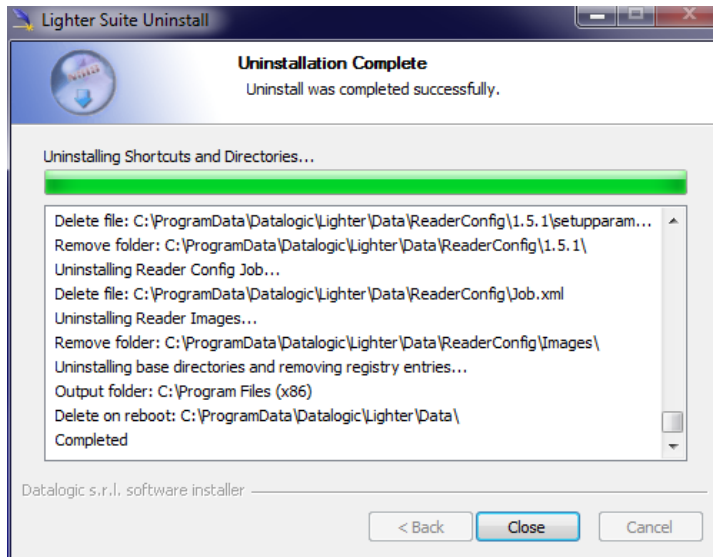 Lighter Suite Uninstall
Uninstallation Complete
Uninstall was completed successfully.
Uninstalling Shortcuts and Directories...
Delete file: C:\ProgramData\Datalogic\Lighter\Data\ReaderConfig\1.5.1\setupparam...
Remove folder: C:\ProgramData\Datalogic\Lighter\Data\ReaderConfig\1.5.1\
Uninstalling Reader Config Job...
Delete file: C:\ProgramData\Datalogic\Lighter\Data\ReaderConfig\Job.xml
Uninstalling Reader Images...
Remove folder: C:\ProgramData\Datalogic\Lighter\Data\ReaderConfig\Images\
Uninstalling base directories and removing registry entries...
Output folder: C:\Program Files (x86)
Delete on reboot: C:\ProgramData\Datalogic\Lighter\Data\
Completed
Datalogic s.r.l. software installer
< Back Close Cancel